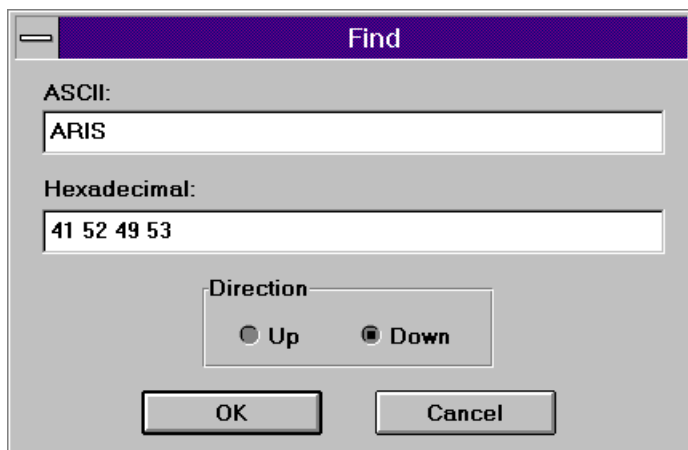 Find
ASCII:
ARIS
Hexadecimal:
41 52 49 53
Direction
Up Down
OK Cancel